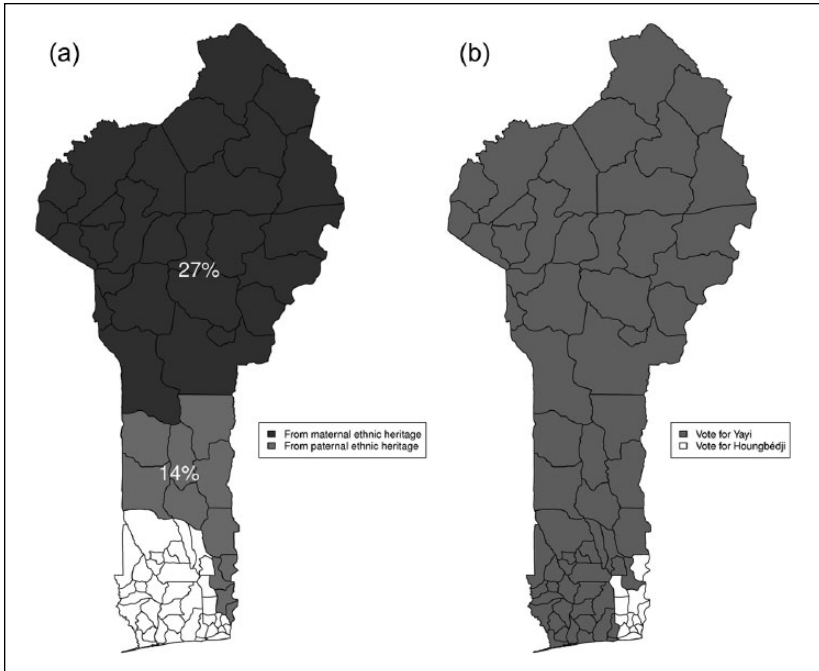 (a)
27%
14%
From maternal ethnic heritage
From paternal ethnic heritage
(b)
Vote for Yayi
Vote for Houngbédji